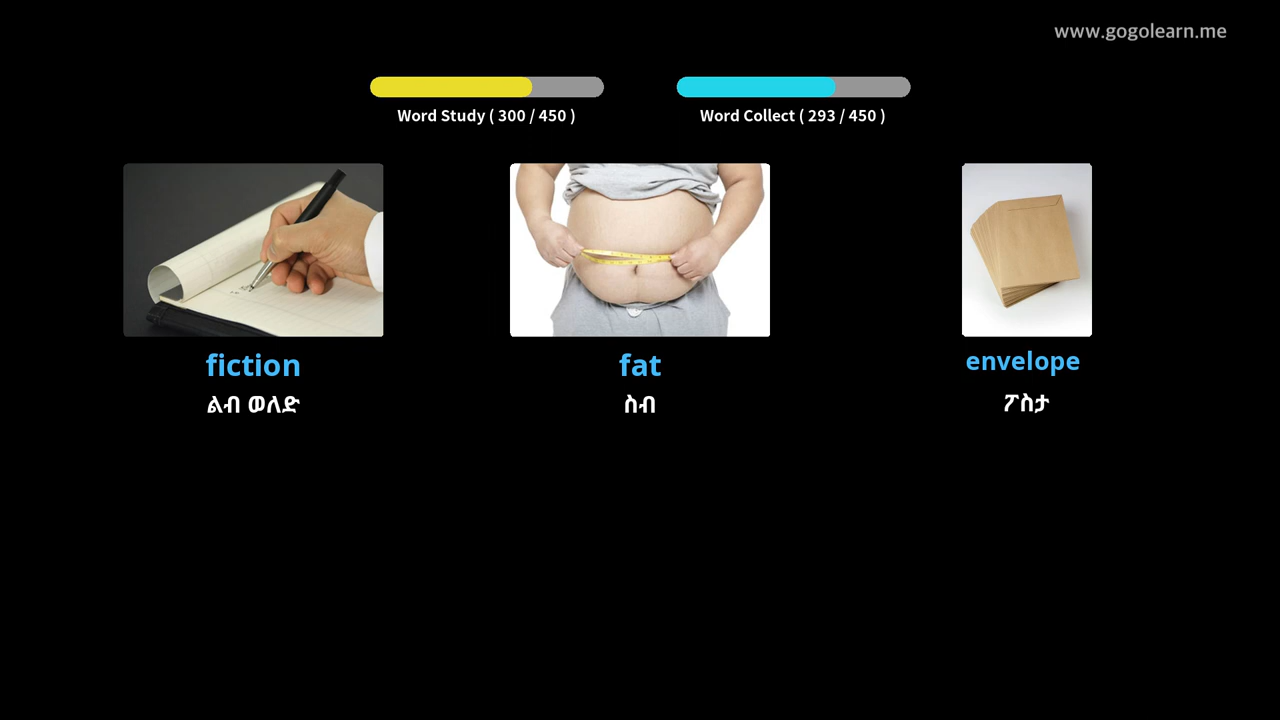 www.gogolearn.me
Word Study ( 300 / 450 )
Word Collect ( 293 / 450 )
fiction
ልብ ወለድ
fat
ስብ
envelope
ፖስታ